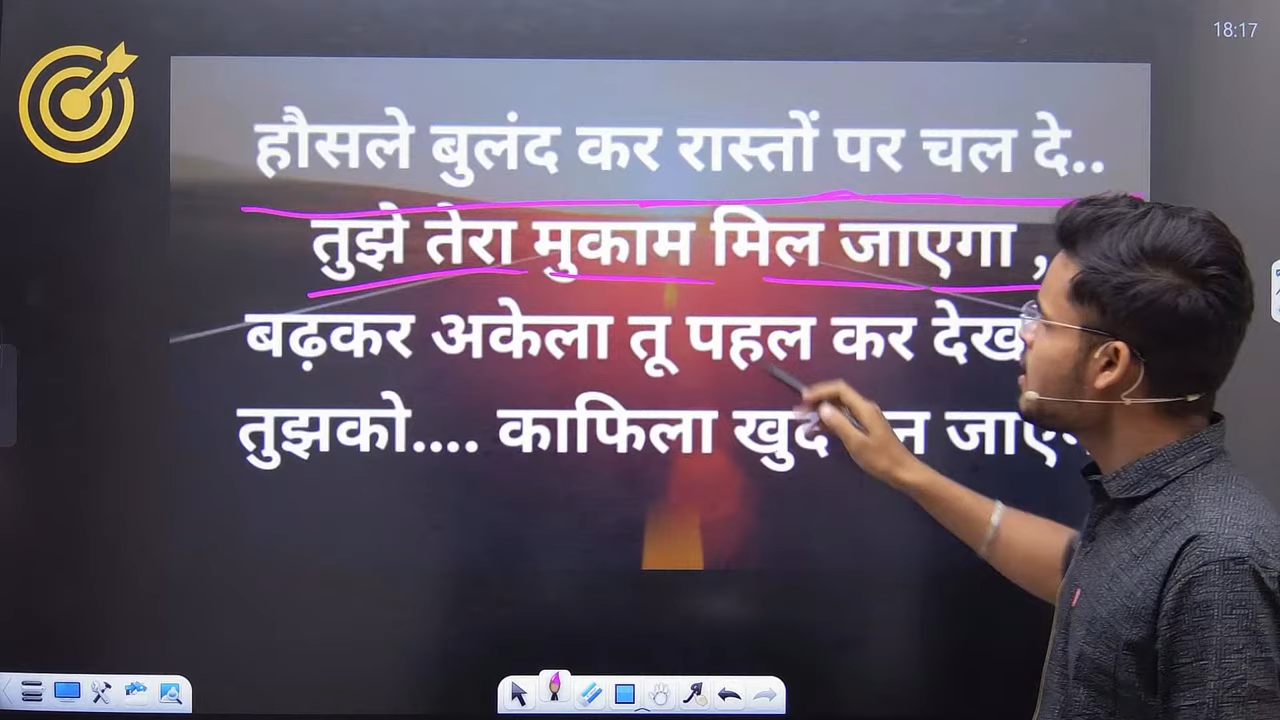 18:17
हौसले बुलंद कर रास्तों पर चल दे..
तुझे तेरा मुकाम मिल जाएगा ,
बढ़कर अकेला तू पहल कर
तुझको.... काफिला खुद